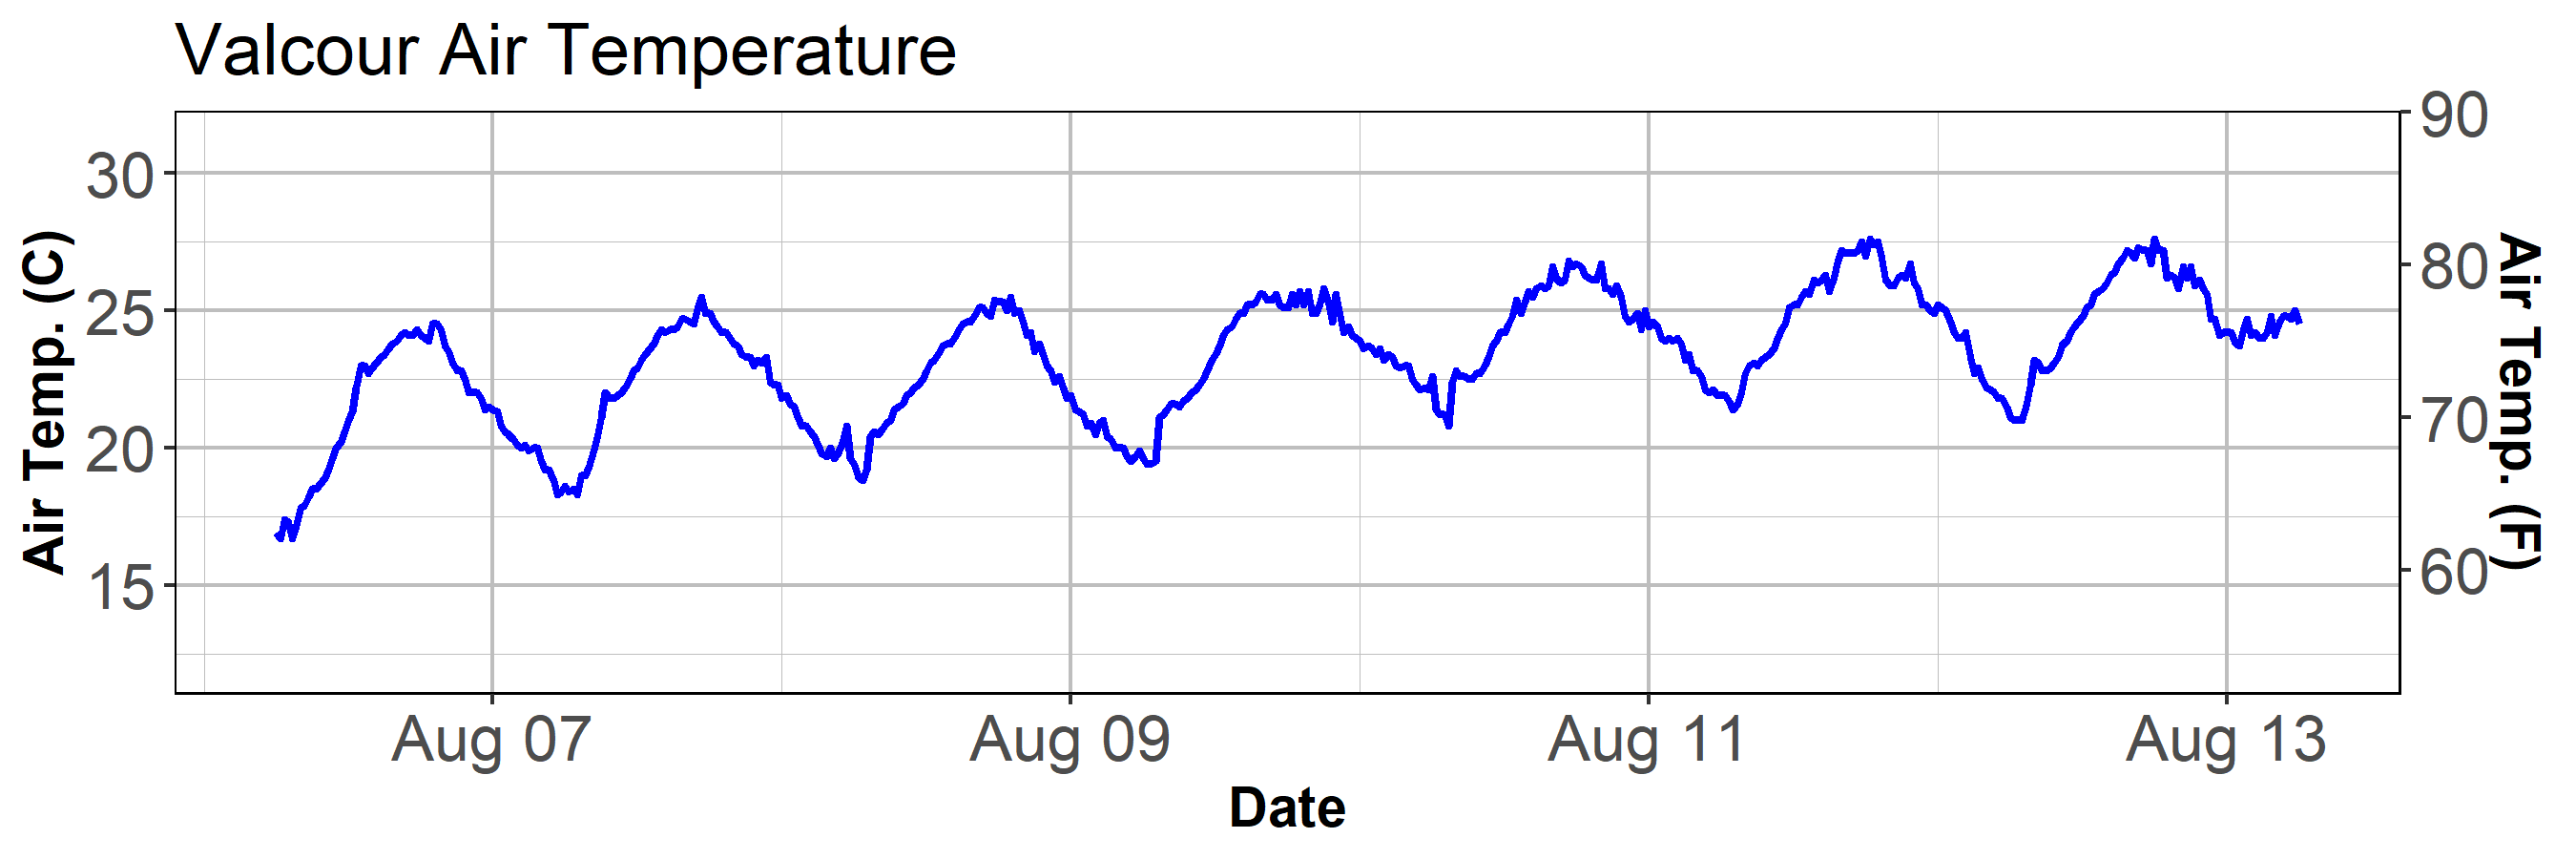 Valcour Air Temperature
Air Temp. (C)
30
25
20
15
90
80
70
60
Air Temp. (F)
Aug 07
Aug 09
Aug 11
Aug 13
Date